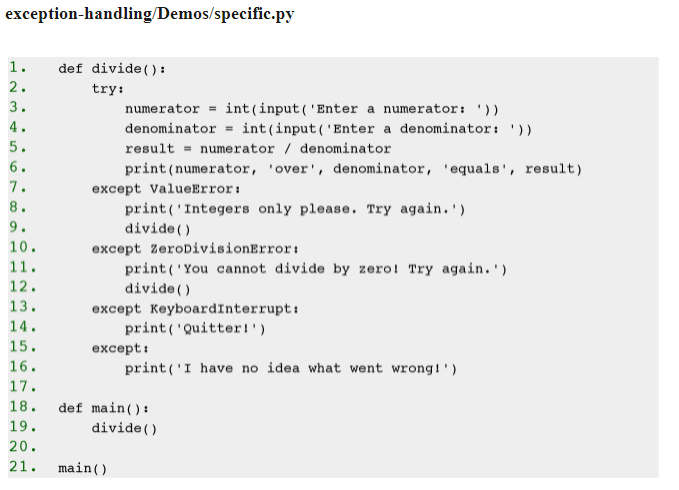 exception-handling/Demos/specific.py
1. def divide():
2.     try:
3.         numerator = int(input('Enter a numerator: '))
4.         denominator = int(input('Enter a denominator: '))
5.         result = numerator / denominator
6.         print(numerator, 'over', denominator, 'equals', result)
7.     except ValueError:
8.         print('Integers only please. Try again.')
9.         divide()
10.     except ZeroDivisionError:
11.         print('You cannot divide by zero! Try again.')
12.         divide()
13.     except KeyboardInterrupt:
14.         print('Quitter!')
15.     except:
16.         print('I have no idea what went wrong!')
17.
18. def main():
19.     divide()
20.
21. main()